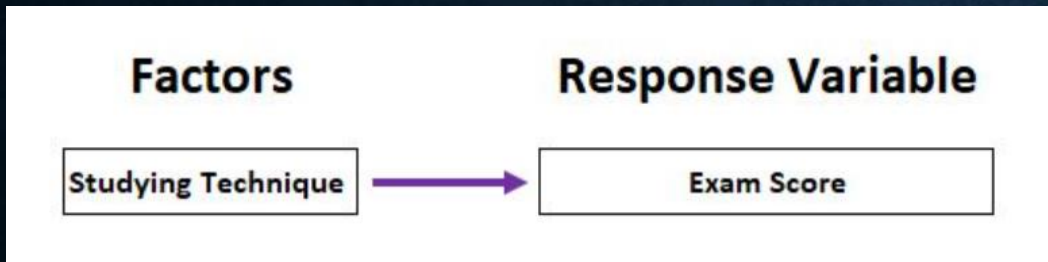 Factors
Response Variable
Studying Technique
Exam Score